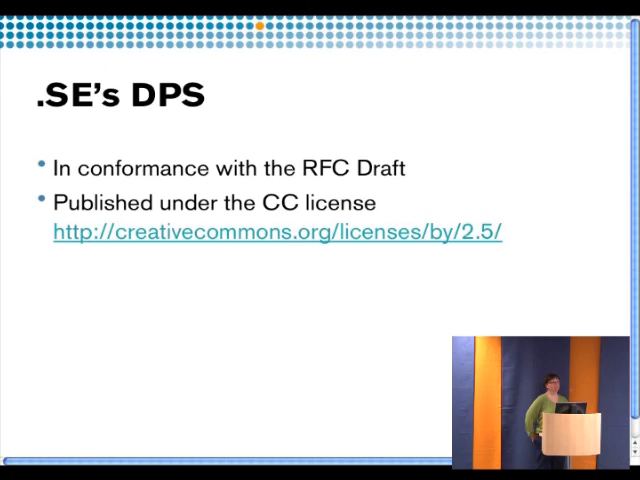 .SE's DPS
• In conformance with the RFC Draft
• Published under the CC license
http://creativecommons.org/licenses/by/2.5/